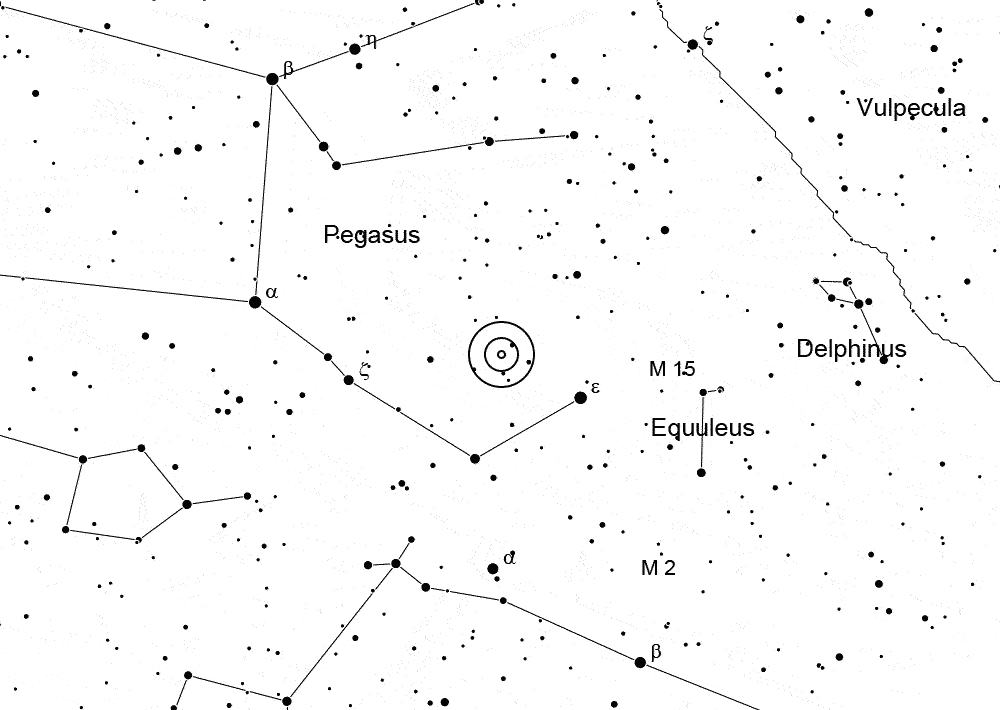 ζ
η
β
Vulpecula
Pegasus
α
Delphinus
ζ
M 15
ε
Equuleus
α
M 2
β